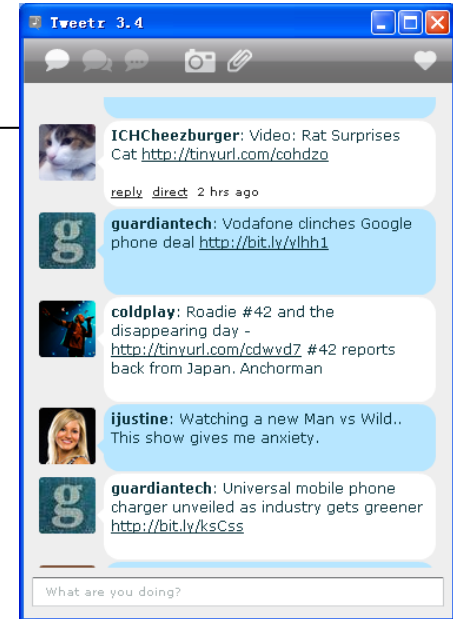 Tweetr 3.4
ICHCheezburger: Video: Rat Surprises
Cat http://tinyurl.com/cohdzo
reply direct 2 hrs ago
guardiantech: Vodafone clinches Google
phone deal http://bit.ly/ylhh1
coldplay: Roadie #42 and the
disappearing day -
http://tinyurl.com/cdwvd7 #42 reports
back from Japan. Anchorman
ijustine: Watching a new Man vs Wild..
This show gives me anxiety.
guardiantech: Universal mobile phone
charger unveiled as industry gets greener
http://bit.ly/ksCss
What are you doing?